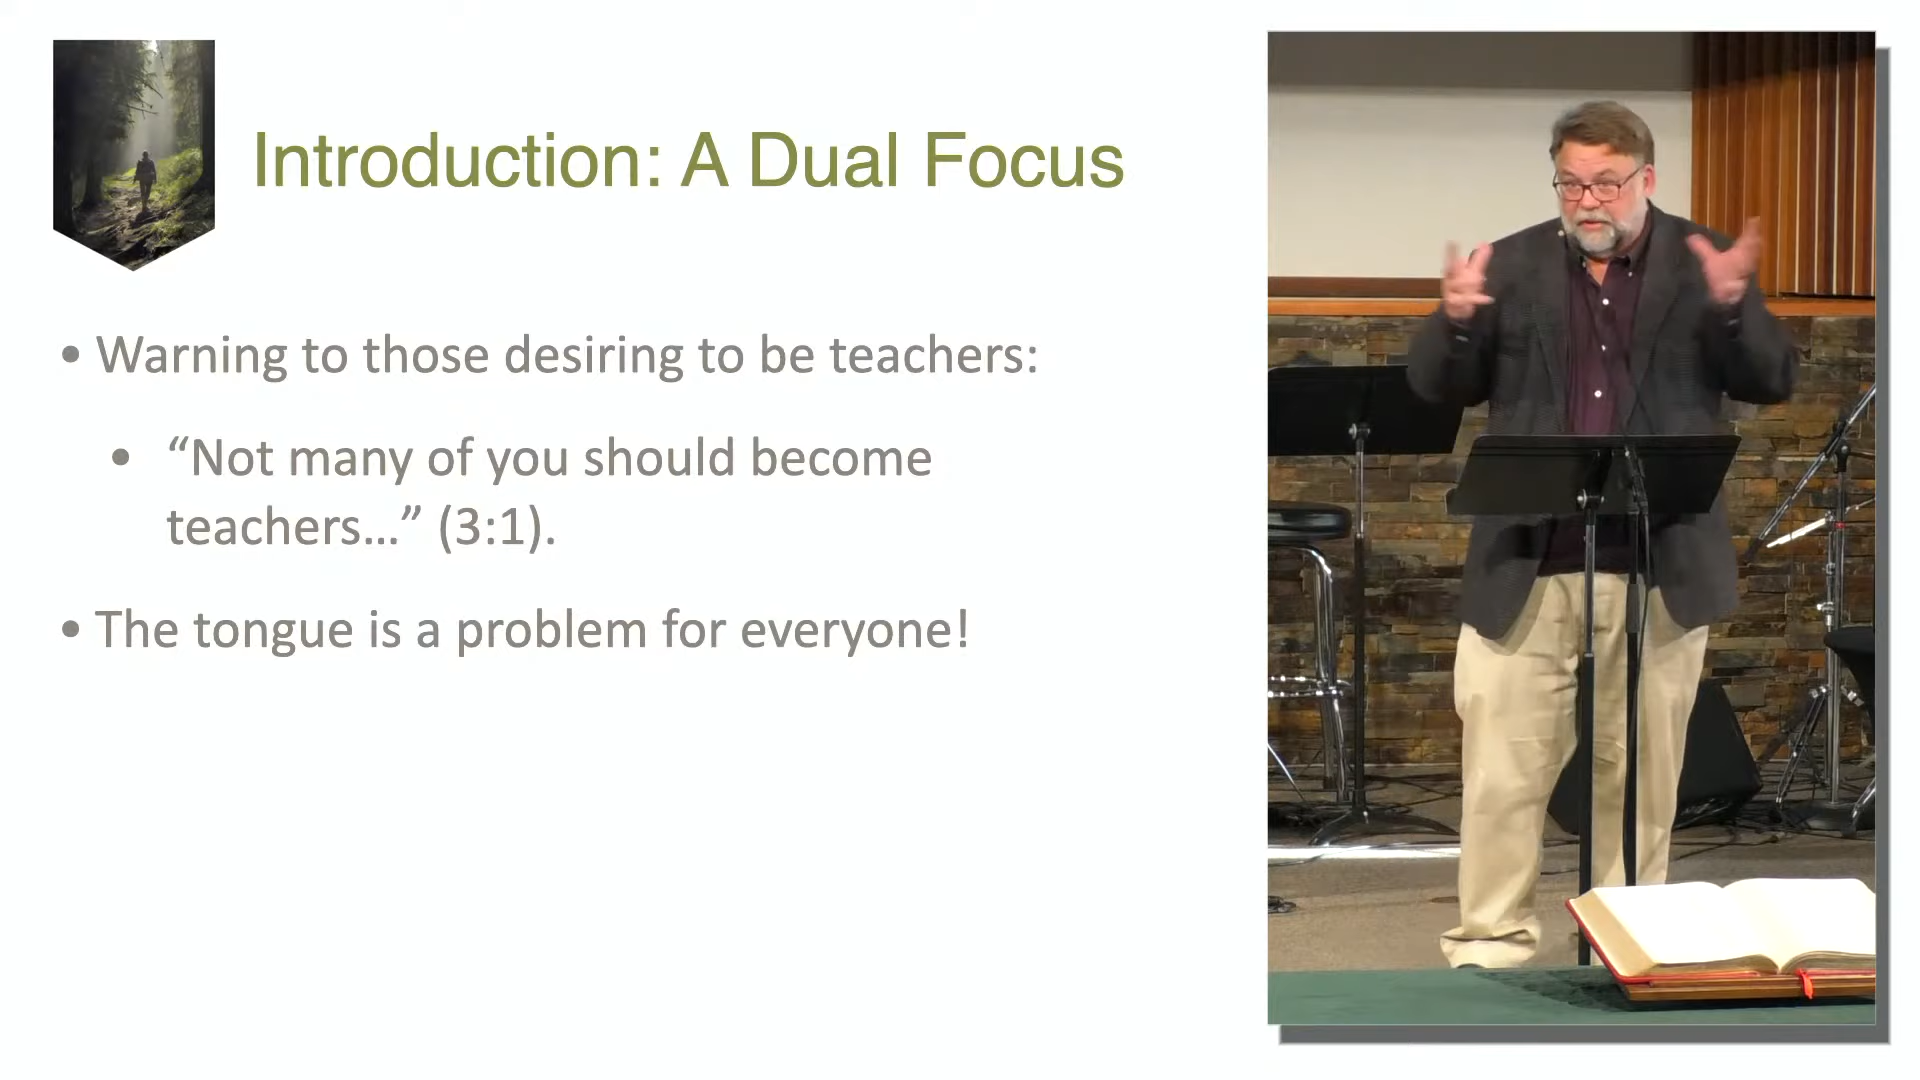 Introduction: A Dual Focus
• Warning to those desiring to be teachers:
• “Not many of you should become
teachers…” (3:1).
• The tongue is a problem for everyone!